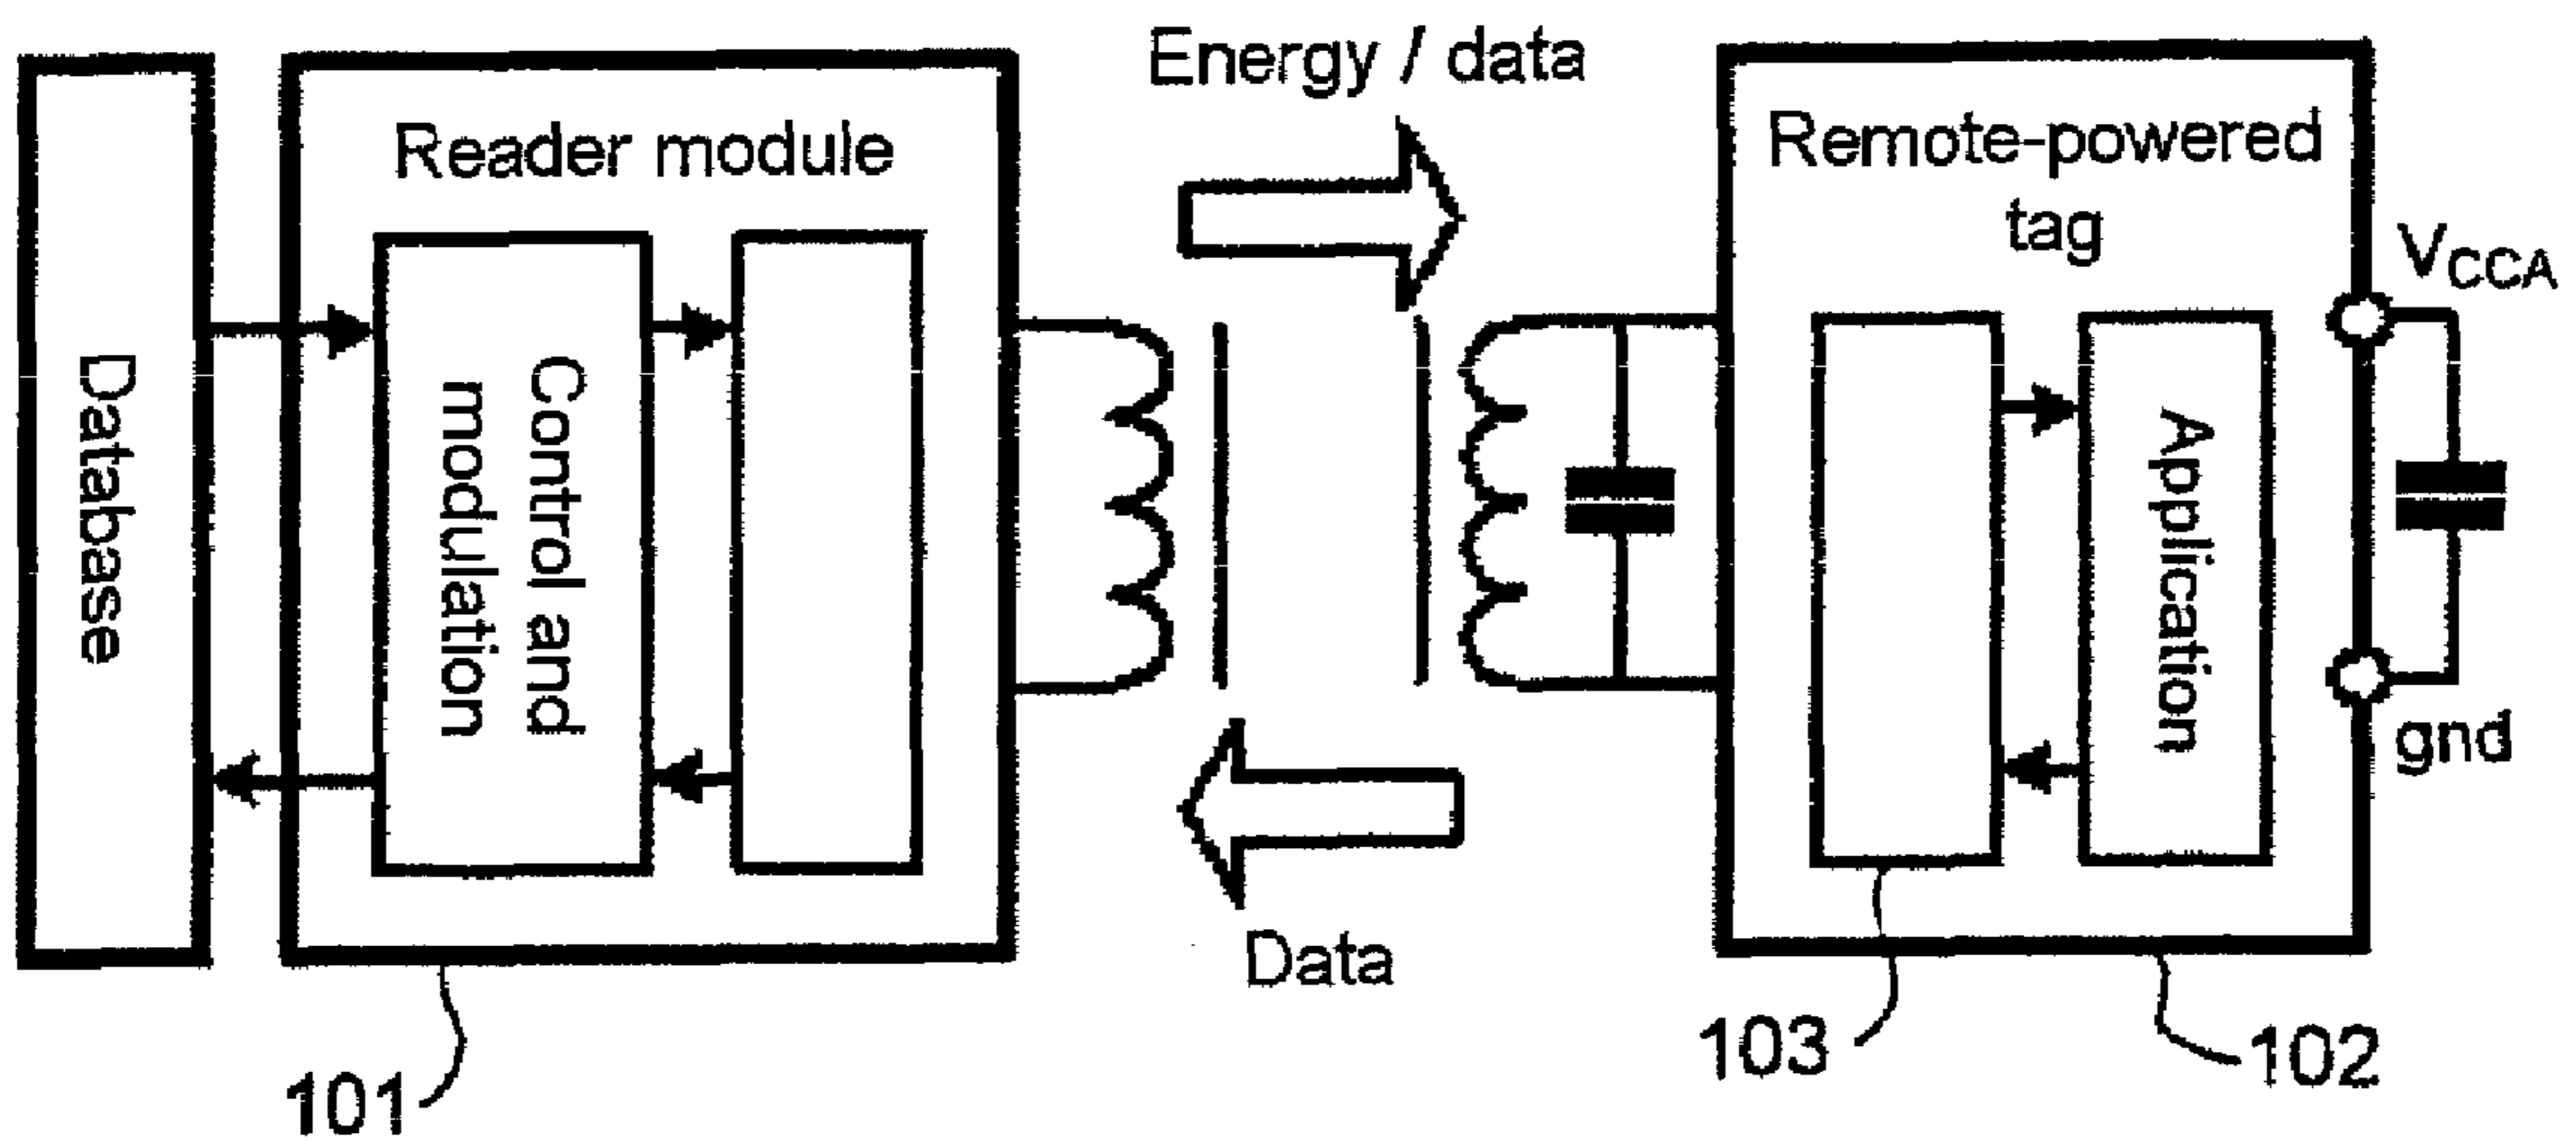 Energy / data
Reader module
Remote-powered
tag
VCCA
Database
Control and
modulation
Application
gnd
Data
101
103
102